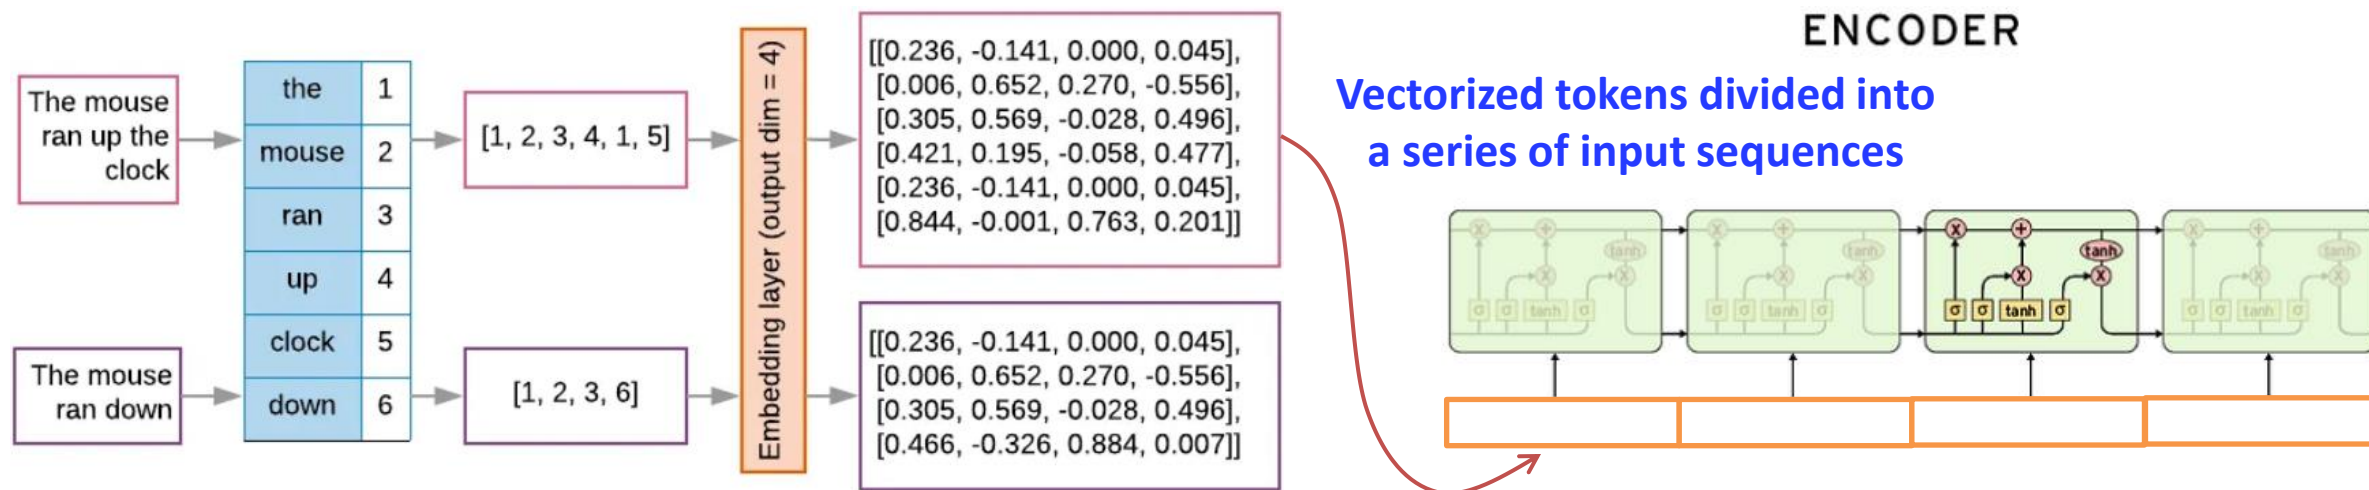 The mouse
ran up the
clock
the 1
mouse 2
ran 3
up 4
clock 5
down 6
[1, 2, 3, 4, 1, 5]
Embedding layer (output dim = 4)
[[0.236, -0.141, 0.000, 0.045],
[0.006, 0.652, 0.270, -0.556],
[0.305, 0.569, -0.028, 0.496],
[0.421, 0.195, -0.058, 0.477],
[0.236, -0.141, 0.000, 0.045],
[0.844, -0.001, 0.763, 0.201]]
The mouse
ran down
[1, 2, 3, 6]
[[0.236, -0.141, 0.000, 0.045],
[0.006, 0.652, 0.270, -0.556],
[0.305, 0.569, -0.028, 0.496],
[0.466, -0.326, 0.884, 0.007]]
ENCODER
Vectorized tokens divided into
a series of input sequences
x +
tanh
x x
σ σ tanh σ
x +
tanh
x x
σ σ tanh σ
x +
tanh
x x
σ σ tanh σ
x +
tanh
x x
σ σ tanh σ